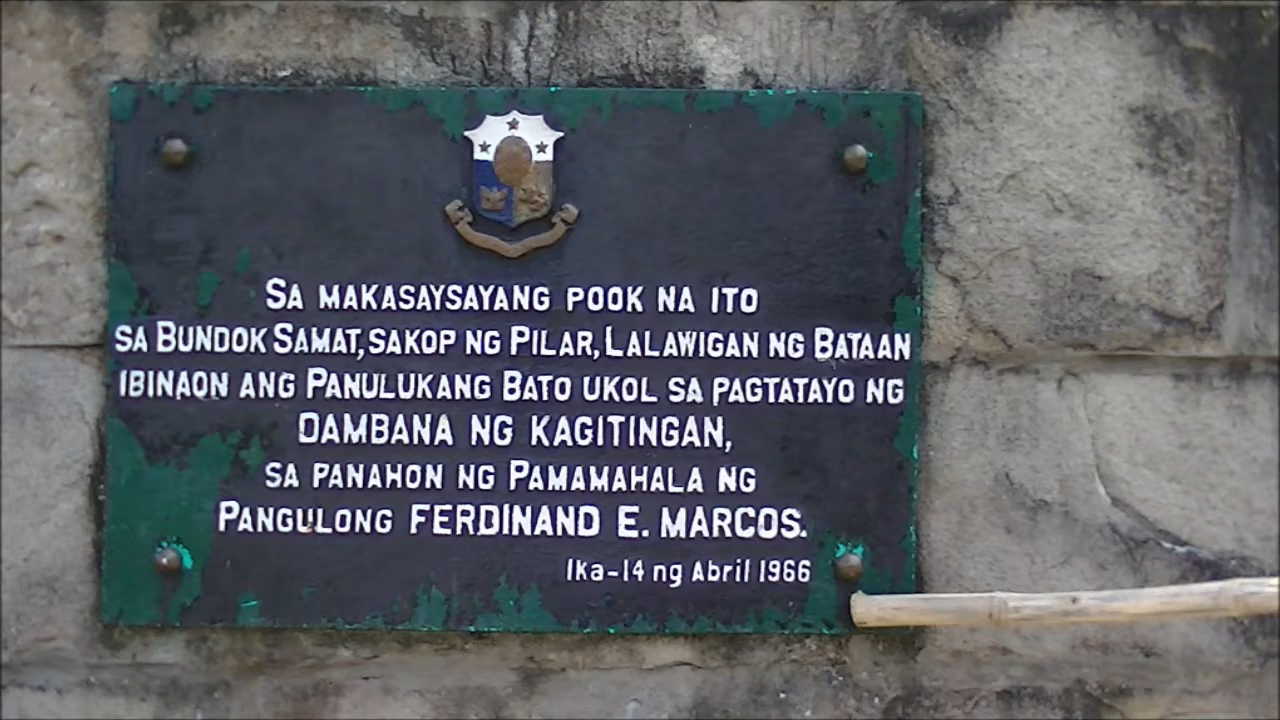 SA MAKASAYSAYANG POOK NA ITO
SA BUNDOK SAMAT, SAKOP NG PILAR, LALAWIGAN NG BATAAN
IBINAON ANG PANULUKANG BATO UKOL SA PAGTATAYO NG
DAMBANA NG KAGITINGAN,
SA PANAHON NG PAMAMAHALA NG
PANGULONG FERDINAND E. MARCOS.
Ika-14 ng Abril 1966